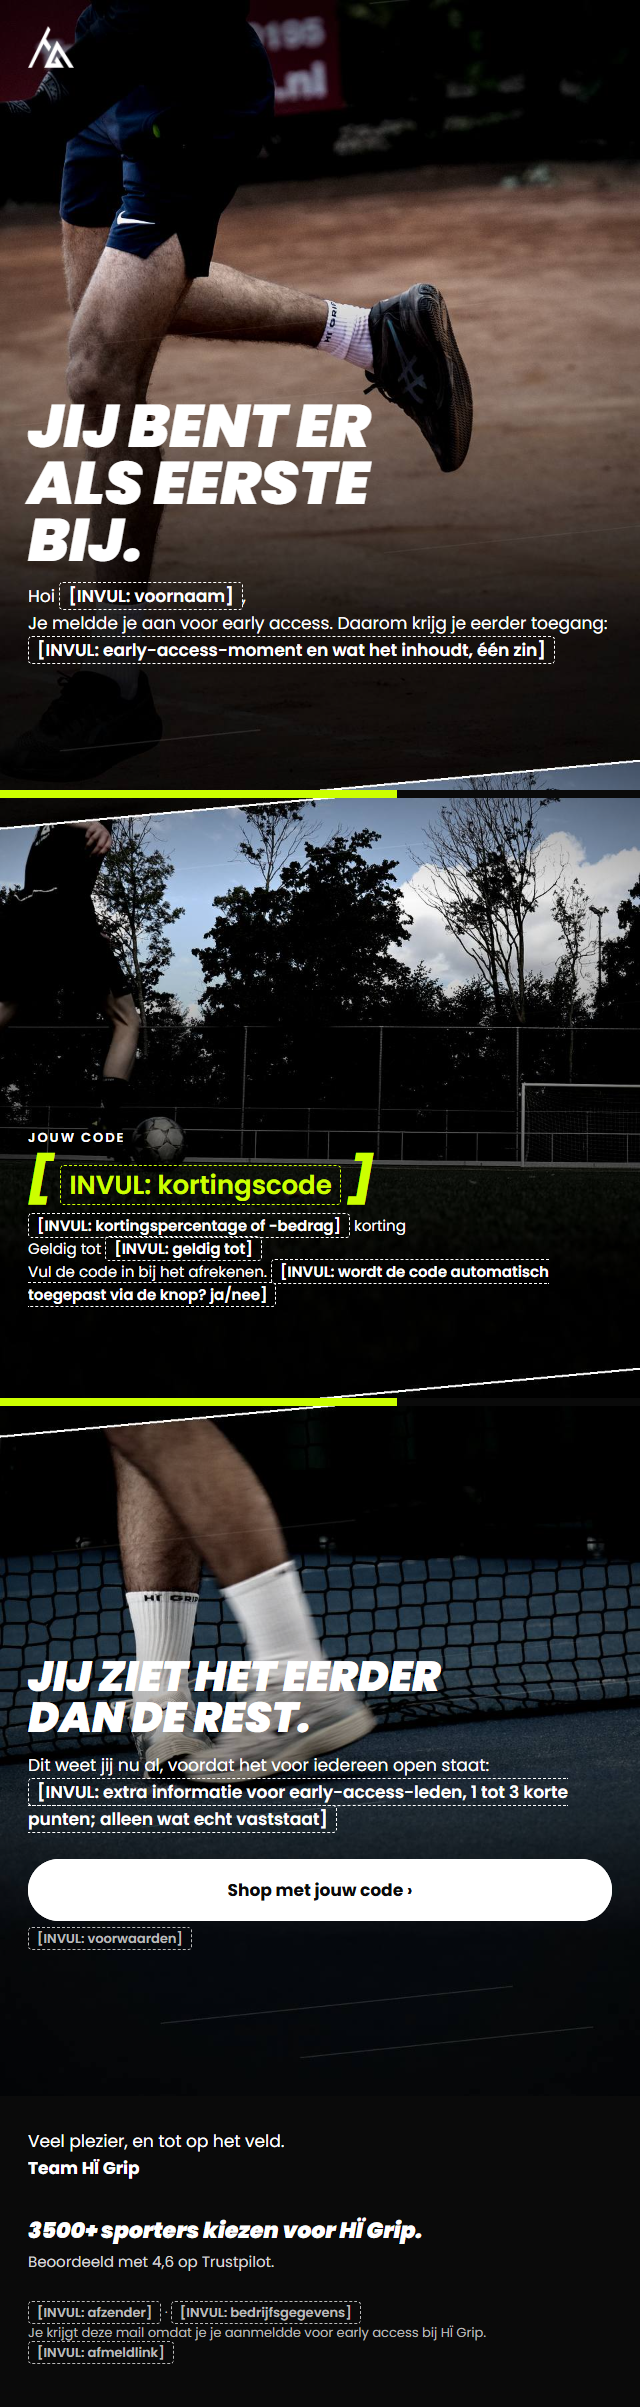 195
.nl
HÏ GRIP
JIJ BENT ER
ALS EERSTE
BIJ.
Hoi [INVUL: voornaam],
Je meldde je aan voor early access. Daarom krijg je eerder toegang:
[INVUL: early-access-moment en wat het inhoudt, één zin]
JOUW CODE
[ INVUL: kortingscode ]
[INVUL: kortingspercentage of -bedrag] korting
Geldig tot [INVUL: geldig tot]
Vul de code in bij het afrekenen. [INVUL: wordt de code automatisch
toegepast via de knop? ja/nee]
HÏ GRIP
JIJ ZIET HET EERDER
DAN DE REST.
Dit weet jij nu al, voordat het voor iedereen open staat:
[INVUL: extra informatie voor early-access-leden, 1 tot 3 korte
punten; alleen wat echt vaststaat]
Shop met jouw code ›
[INVUL: voorwaarden]
Veel plezier, en tot op het veld.
Team HÏ Grip
3500+ sporters kiezen voor HÏ Grip.
Beoordeeld met 4,6 op Trustpilot.
[INVUL: afzender] · [INVUL: bedrijfsgegevens]
Je krijgt deze mail omdat je je aanmeldde voor early access bij HÏ Grip.
[INVUL: afmeldlink]